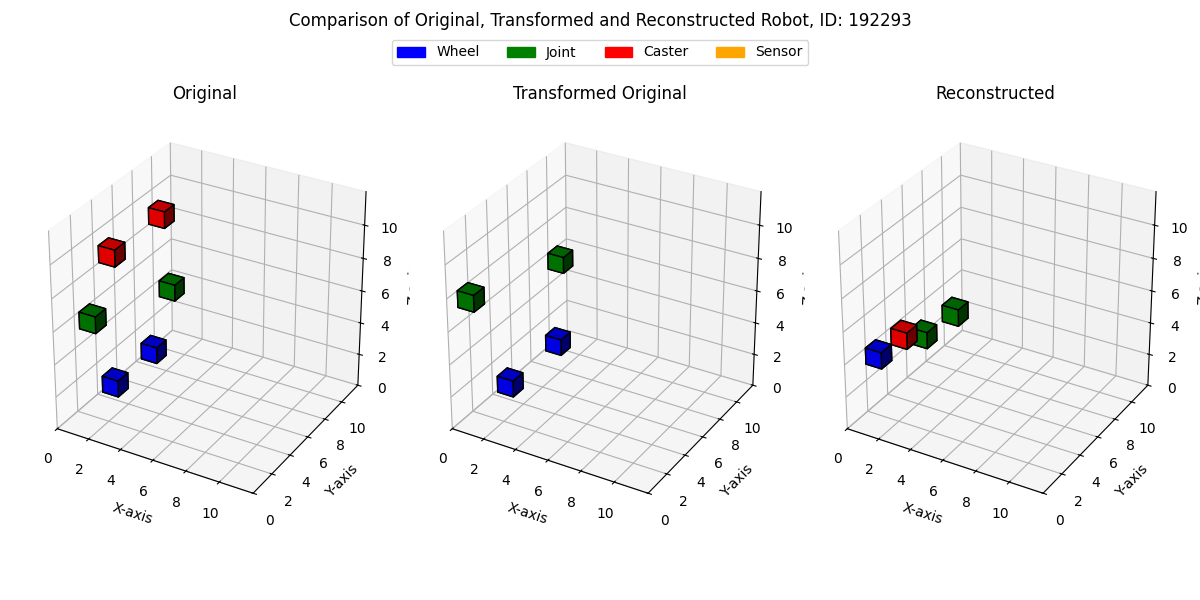 Comparison of Original, Transformed and Reconstructed Robot, ID: 192293
Wheel Joint Caster Sensor
Original
Transformed Original
Reconstructed
0 2 4 6 8 10
X-axis
0 2 4 6 8 10
Y-axis
0 2 4 6 8 10
0 2 4 6 8 10
X-axis
0 2 4 6 8 10
Y-axis
0 2 4 6 8 10
0 2 4 6 8 10
X-axis
0 2 4 6 8 10
Y-axis
0 2 4 6 8 10